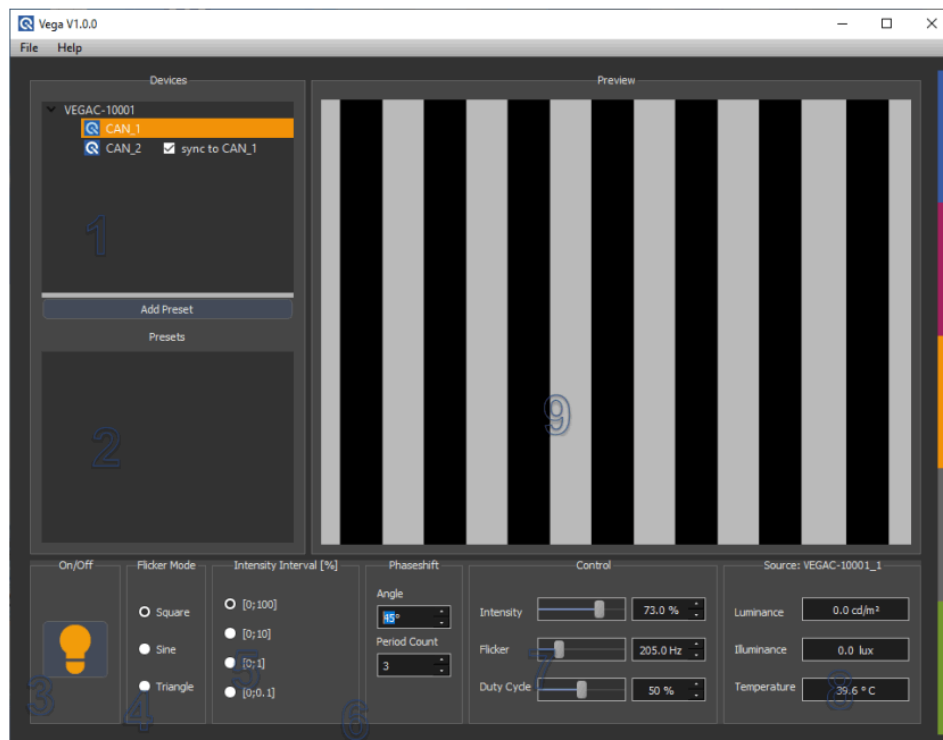 Vega V1.0.0
File Help
Devices
VEGAC-10001
CAN_1
CAN_2 sync to CAN_1
1
Add Preset
Presets
2
Preview
9
On/Off
3
Flicker Mode
Square
Sine
Triangle
4
Intensity Interval [%]
[0;100]
[0;10]
[0;1]
[0;0.1]
5
Phaseshift
Angle
45°
Period Count
3
6
Control
Intensity 73.0 %
Flicker 205.0 Hz
Duty Cycle 50 %
7
Source: VEGAC-10001_1
Luminance 0.0 cd/m²
Illuminance 0.0 lux
Temperature 39.6 ° C
8